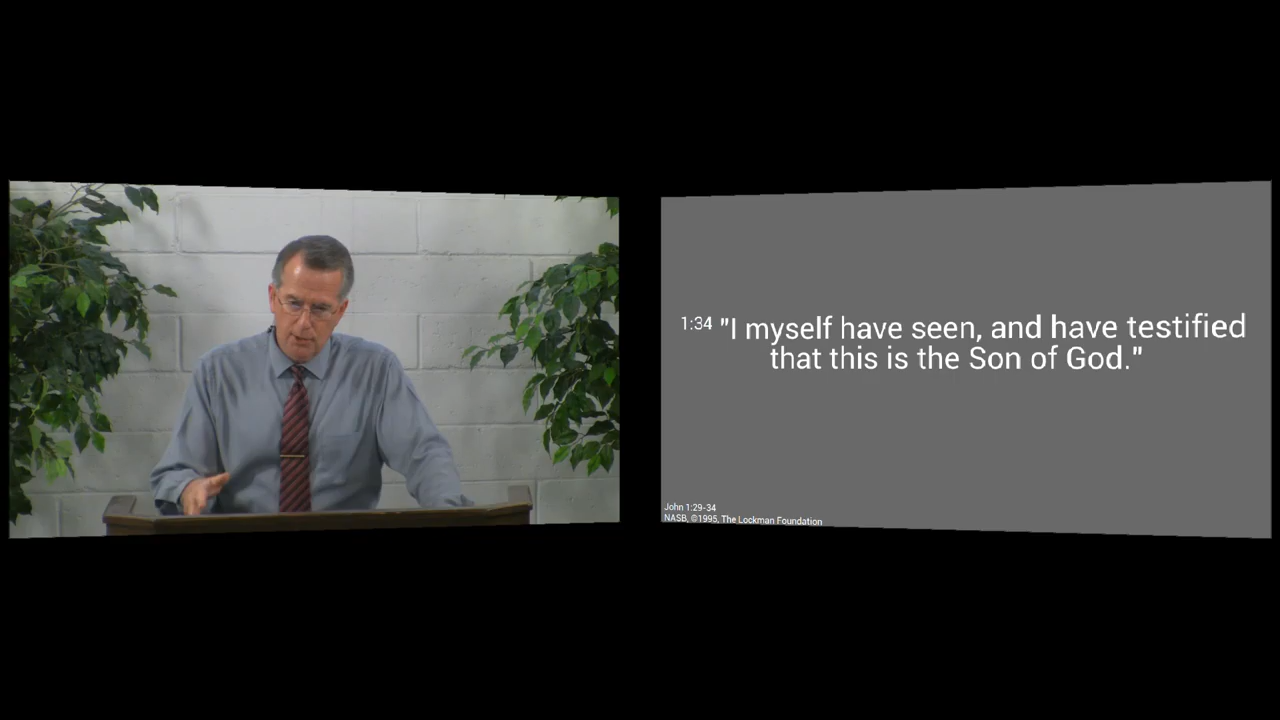 1:34 "I myself have seen, and have testified
that this is the Son of God."
John 1:29-34
NASB, ©1995, The Lockman Foundation